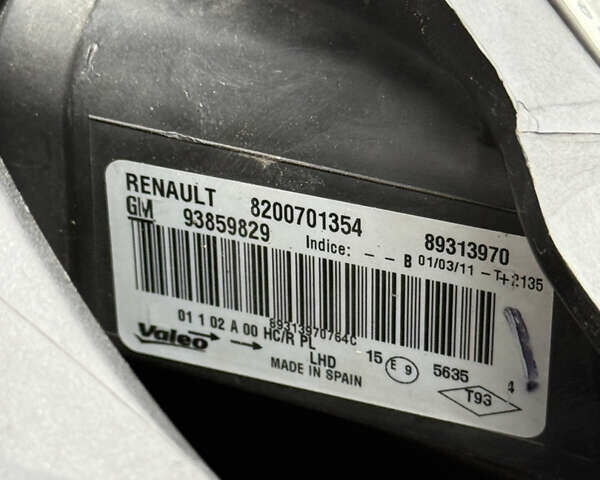 RENAULT 8200701354 89313970
GM 93859829 Indice: - - B 01/03/11 - T+2135
89313970764C
01 1 02 A 00 HC/R PL 15 E 9 5635 4
Valeo LHD T93
MADE IN SPAIN